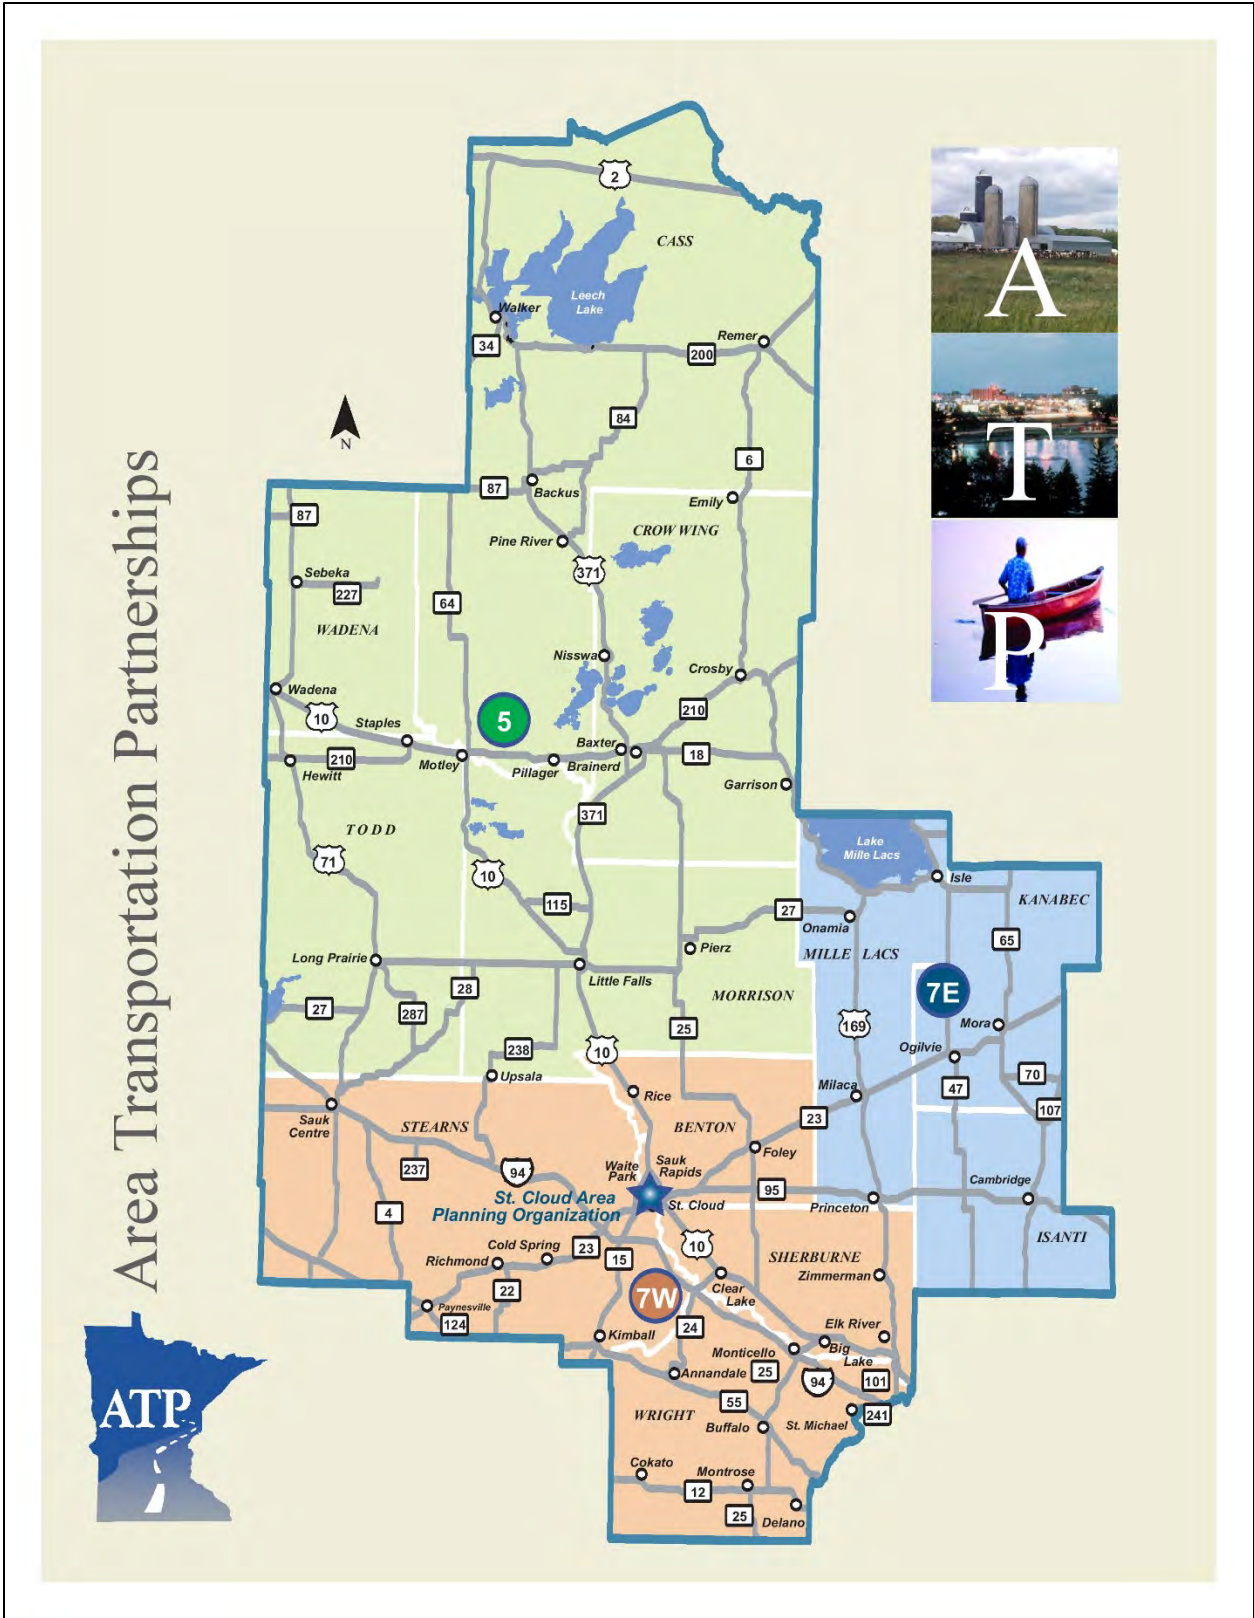 Area Transportation Partnerships
A
T
P
ATP
N
2
CASS
Leech
Lake
Walker
34
Remer
200
84
6
87
Backus
Emily
87
CROW WING
Pine River
371
Sebeka
227
64
WADENA
Nisswa
Crosby
Wadena
10
Staples
5
210
Baxter
Brainerd
18
210
Hewitt
Motley
Pillager
Garrison
371
TODD
71
10
Lake
Mille Lacs
Isle
KANABEC
115
27
Onamia
65
Pierz
MILLE LACS
Long Prairie
Little Falls
28
MORRISON
7E
27
287
169
Mora
25
238
10
Ogilvie
Upsala
70
47
Milaca
107
Rice
Sauk
Centre
STEARNS
BENTON
23
237
94
Waite
Park
Sauk
Rapids
Foley
St. Cloud Area
Planning Organization
St. Cloud
95
Cambridge
Princeton
4
ISANTI
Cold Spring
23
15
10
SHERBURNE
Richmond
Zimmerman
22
7W
Clear
Lake
Paynesville
124
24
Kimball
Elk River
Monticello
Big
Lake
Annandale
25
94
101
55
WRIGHT
Buffalo
St. Michael
241
Cokato
Montrose
12
25
Delano